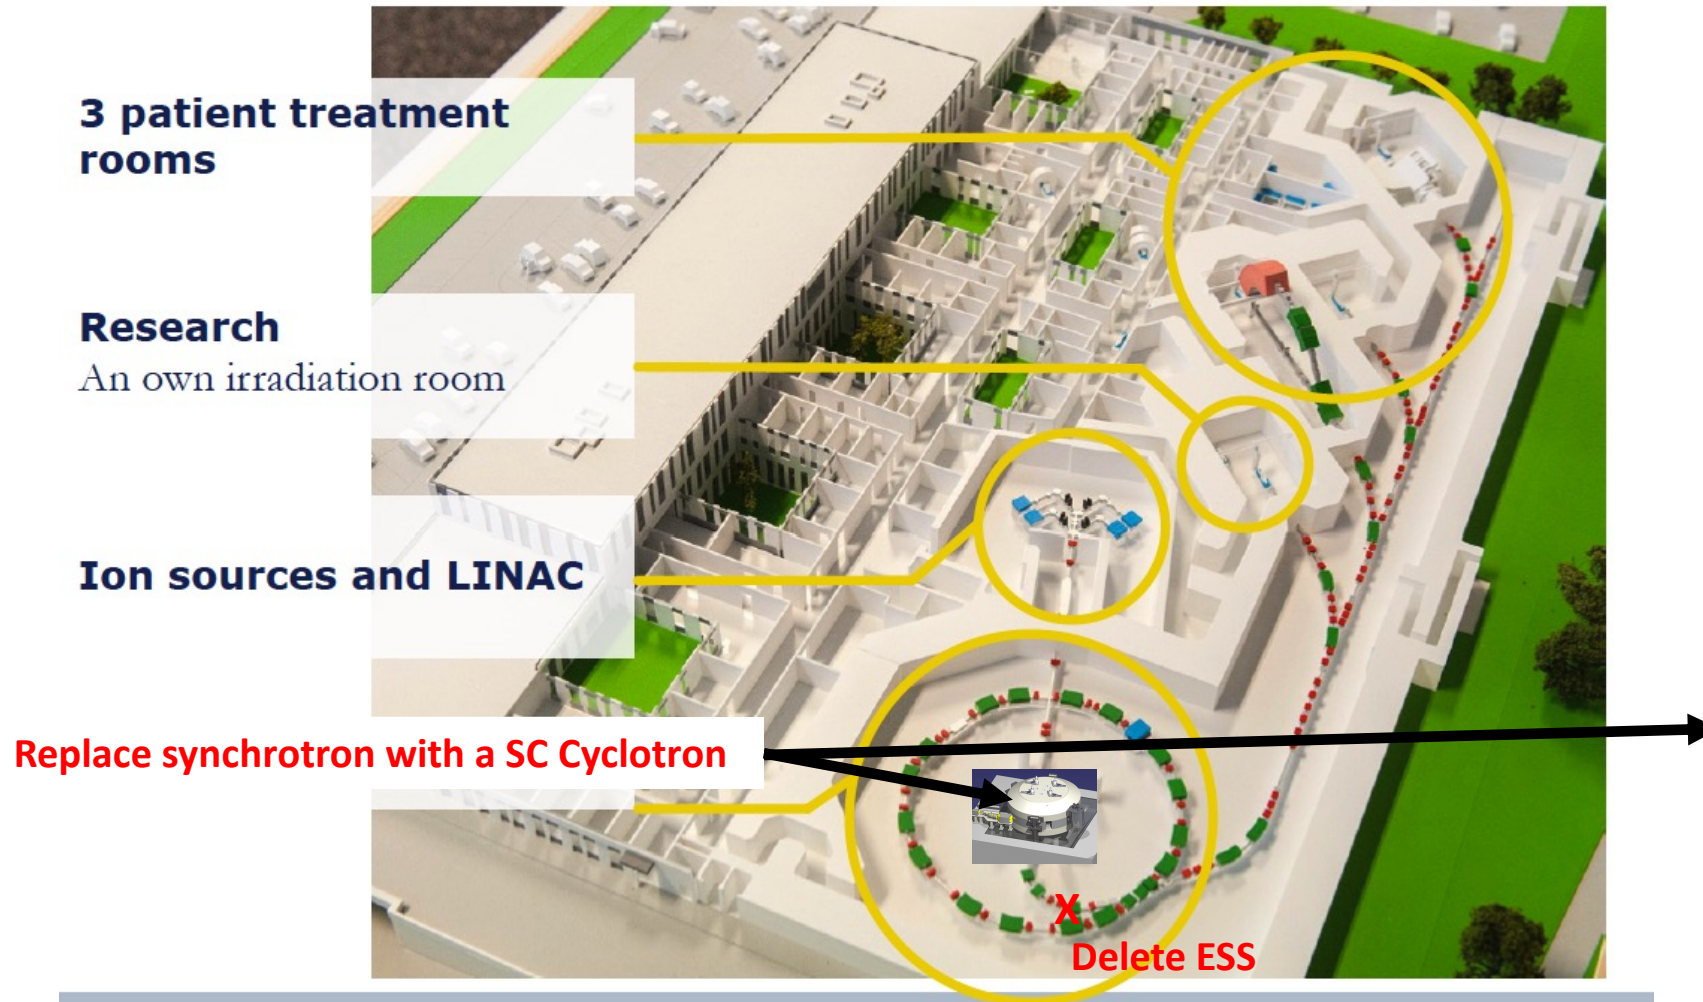 3 patient treatment
rooms
Research
An own irradiation room
Ion sources and LINAC
Replace synchrotron with a SC Cyclotron
X
Delete ESS